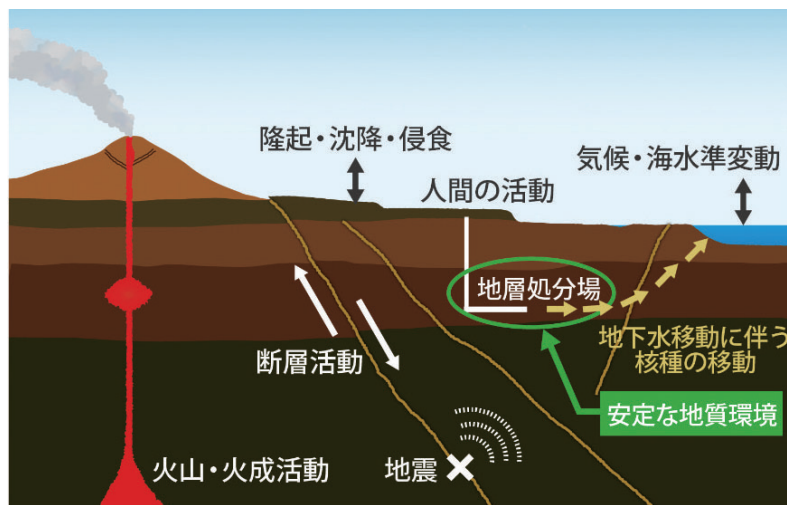 隆起・沈降・侵食
気候・海水準変動
人間の活動
地層処分場
地下水移動に伴う
核種の移動
断層活動
安定な地質環境
火山・火成活動
地震